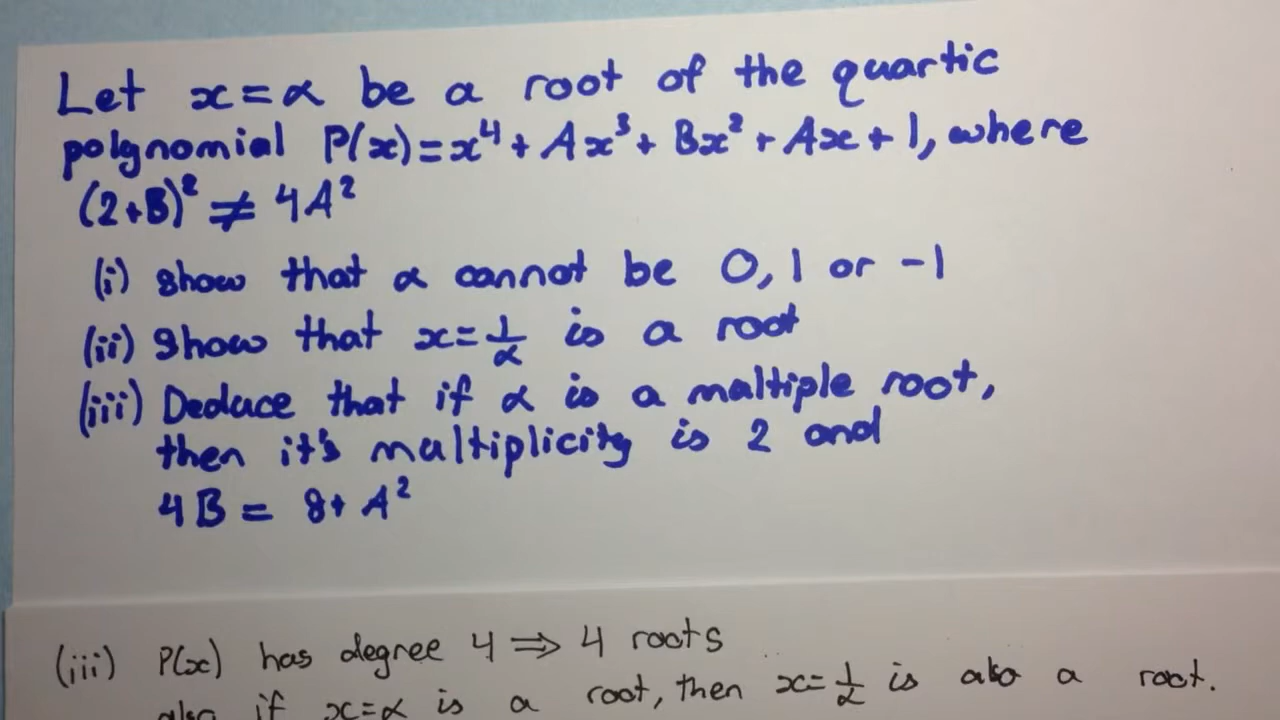 Let x=α be a root of the quartic
polynomial P(x)=x⁴+Ax³+Bx²+Ax+1, where
(2+B)²≠4A²
(i) Show that α cannot be 0, 1 or -1
(ii) Show that x=1/α is a root
(iii) Deduce that if α is a multiple root,
then it's multiplicity is 2 and
4B = 8+A²
(iii) P(x) has degree 4 ⇒ 4 roots
also if x=α is a root, then x=1/α is also a root.